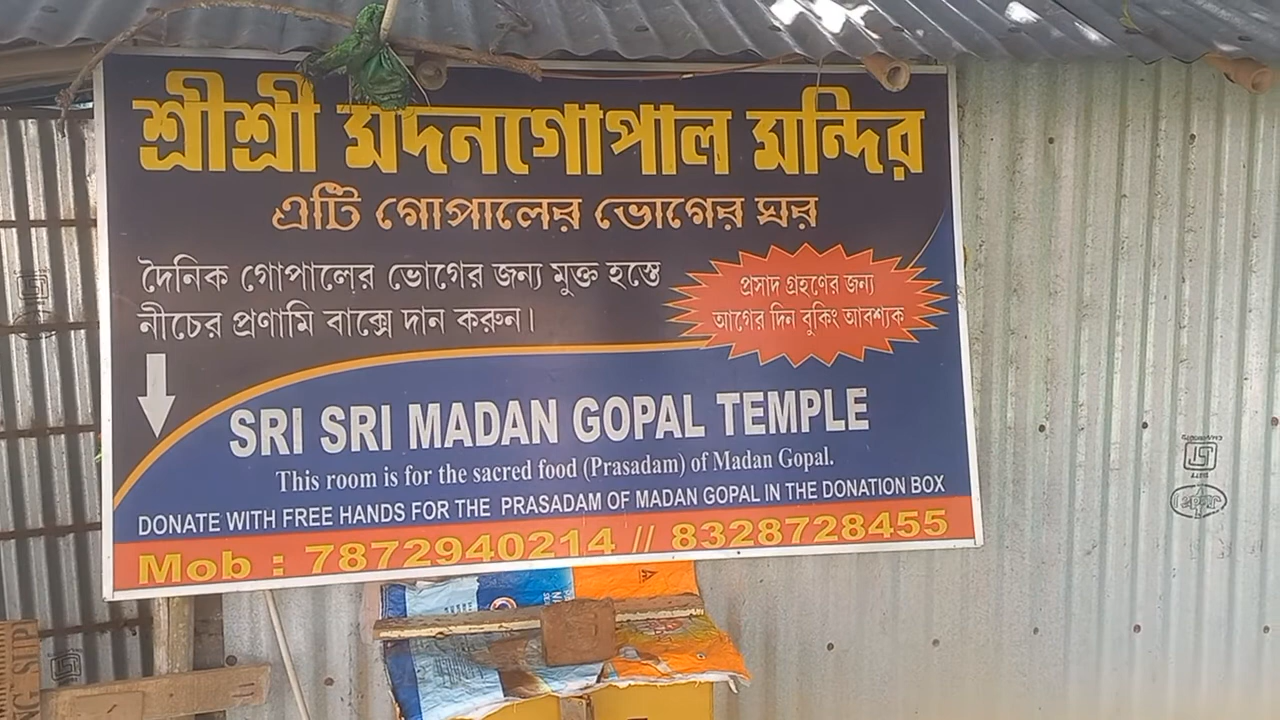 শ্রীশ্রী মদনগোপাল মন্দির
এটি গোপালের ভোগের ঘর
দৈনিক গোপালের ভোগের জন্য মুক্ত হস্তে
নীচের প্রণামি বাক্সে দান করুন।
প্রসাদ গ্রহণের জন্য
আগের দিন বুকিং আবশ্যক
SRI SRI MADAN GOPAL TEMPLE
This room is for the sacred food (Prasadam) of Madan Gopal.
DONATE WITH FREE HANDS FOR THE PRASADAM OF MADAN GOPAL IN THE DONATION BOX
Mob : 7872940214 // 8328728455